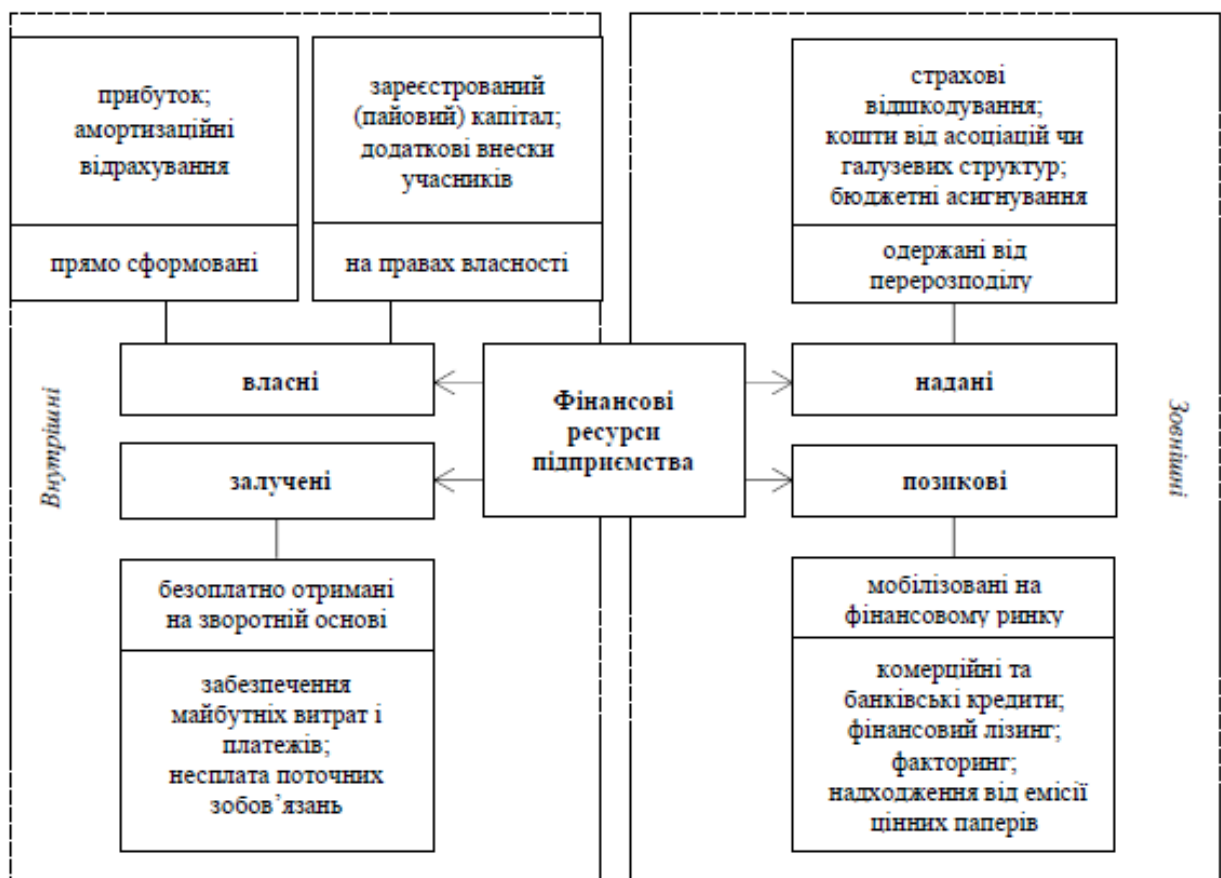 прибуток;
амортизаційні
відрахування
прямо сформовані
зареєстрований
(пайовий) капітал;
додаткові внески
учасників
на правах власності
страхові
відшкодування;
кошти від асоціацій чи
галузевих структур;
бюджетні асигнування
одержані від
перерозподілу
Внутрішні
власні
залучені
Фінансові
ресурси
підприємства
надані
позикові
Зовнішні
безоплатно отримані
на зворотній основі
забезпечення
майбутніх витрат і
платежів;
несплата поточних
зобов’язань
мобілізовані на
фінансовому ринку
комерційні та
банківські кредити;
фінансовий лізинг;
факторинг;
надходження від емісії
цінних паперів